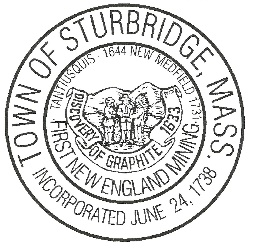 TOWN OF STURBRIDGE, MASS.
INCORPORATED JUNE 24, 1738
TANTIUSQUIS · 1644 NEW MEDFIELD 1731
FIRST NEW ENGLAND MINING
DISCOVERY OF GRAPHITE 1633